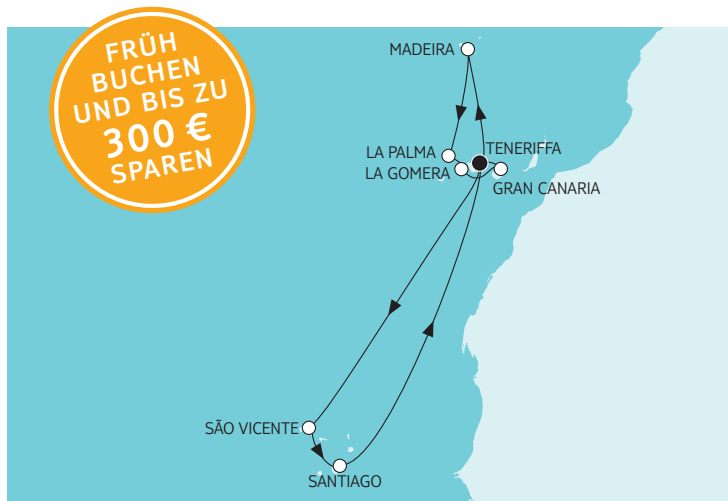 FRÜH
BUCHEN
UND BIS ZU
300 €
SPAREN
MADEIRA
LA PALMA
TENERIFFA
LA GOMERA
GRAN CANARIA
SÃO VICENTE
SANTIAGO